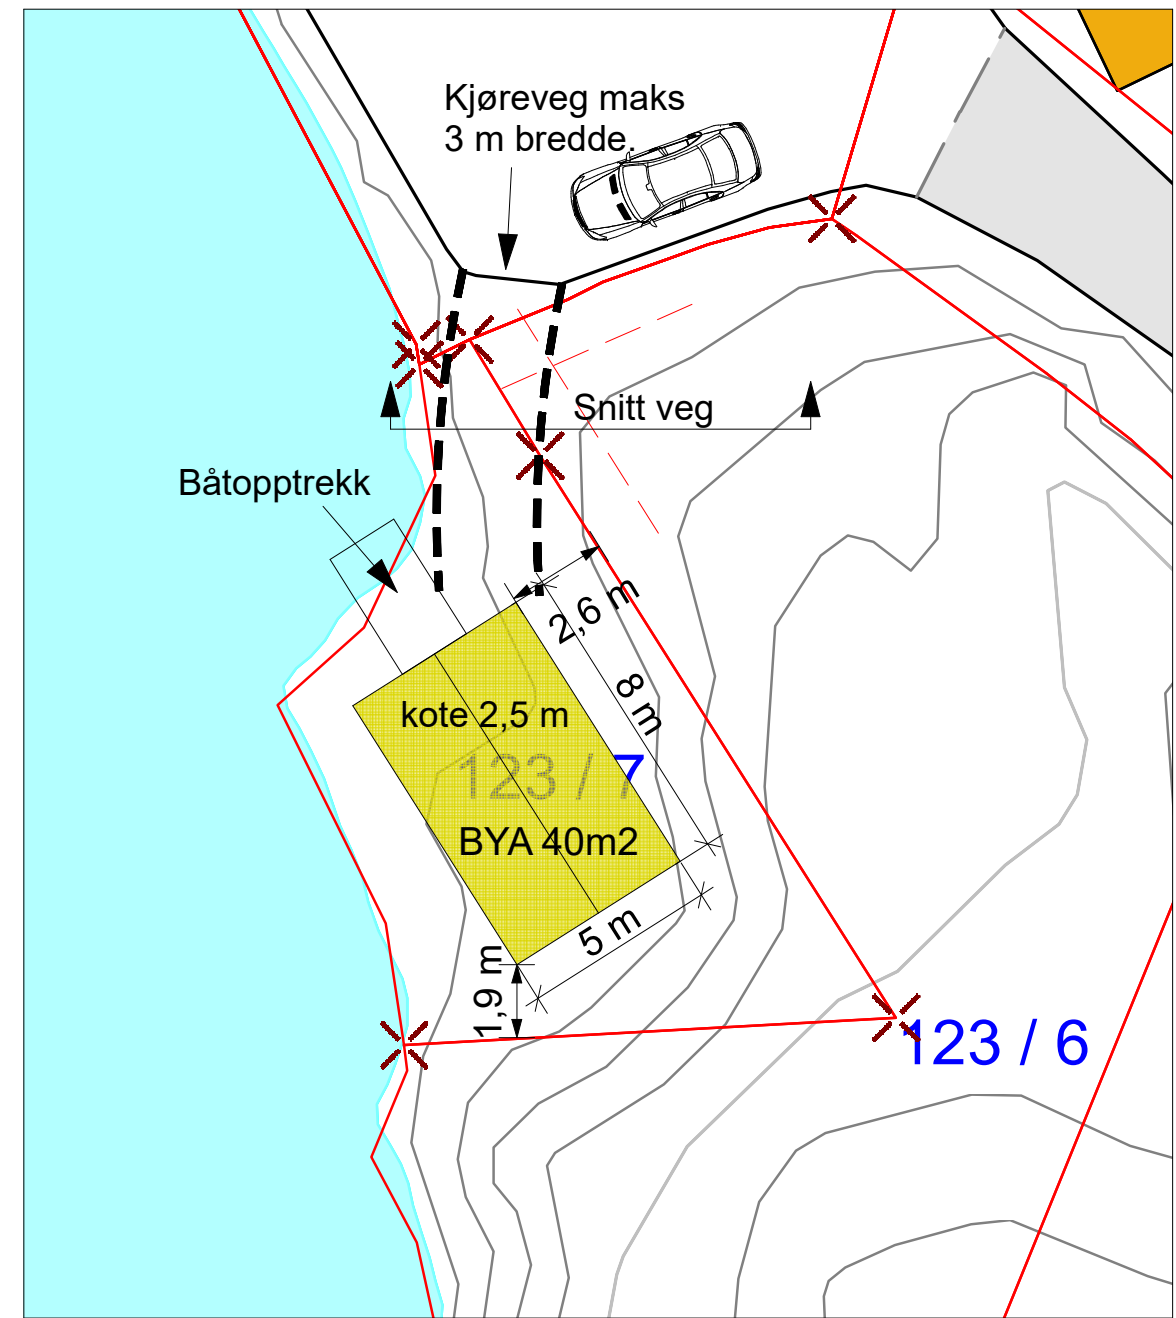 Kjøreveg maks
3 m bredde.
Snitt veg
Båtopptrekk
2,6 m
8 m
kote 2,5 m
123 / 7
BYA 40m2
5 m
1,9 m
123 / 6